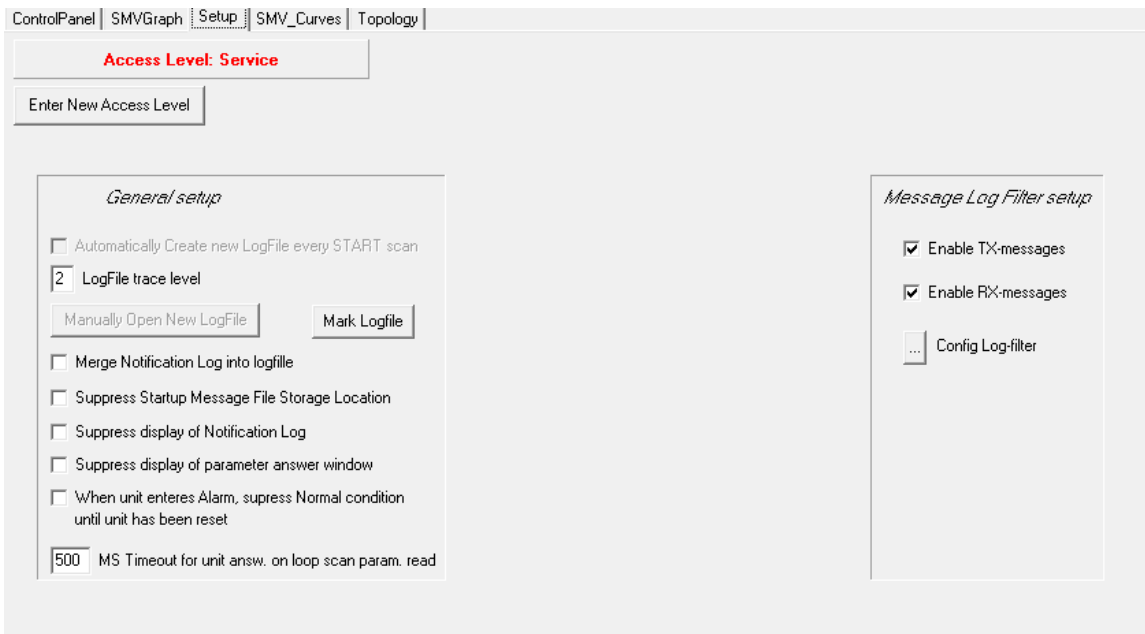 ControlPanel SMVGraph Setup SMV_Curves Topology
Access Level: Service
Enter New Access Level
General setup
Automatically Create new LogFile every START scan
2 LogFile trace level
Manually Open New LogFile Mark Logfile
Merge Notification Log into logfille
Suppress Startup Message File Storage Location
Suppress display of Notification Log
Suppress display of parameter answer window
When unit enteres Alarm, supress Normal condition
until unit has been reset
500 MS Timeout for unit answ. on loop scan param. read
Message Log Filter setup
Enable TX-messages
Enable RX-messages
... Config Log-filter